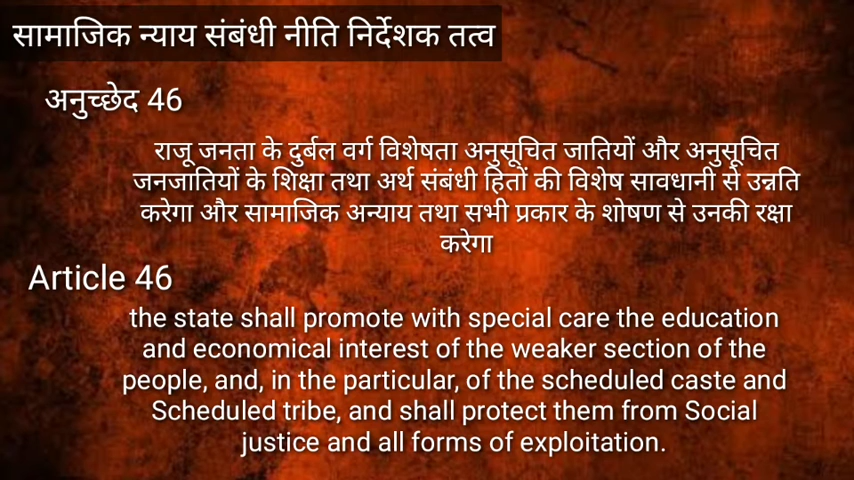 सामाजिक न्याय संबंधी नीति निर्देशक तत्व
अनुच्छेद 46
राजू जनता के दुर्बल वर्ग विशेषता अनुसूचित जातियों और अनुसूचित
जनजातियों के शिक्षा तथा अर्थ संबंधी हितों की विशेष सावधानी से उन्नति
करेगा और सामाजिक अन्याय तथा सभी प्रकार के शोषण से उनकी रक्षा
करेगा
Article 46
the state shall promote with special care the education
and economical interest of the weaker section of the
people, and, in the particular, of the scheduled caste and
Scheduled tribe, and shall protect them from Social
justice and all forms of exploitation.